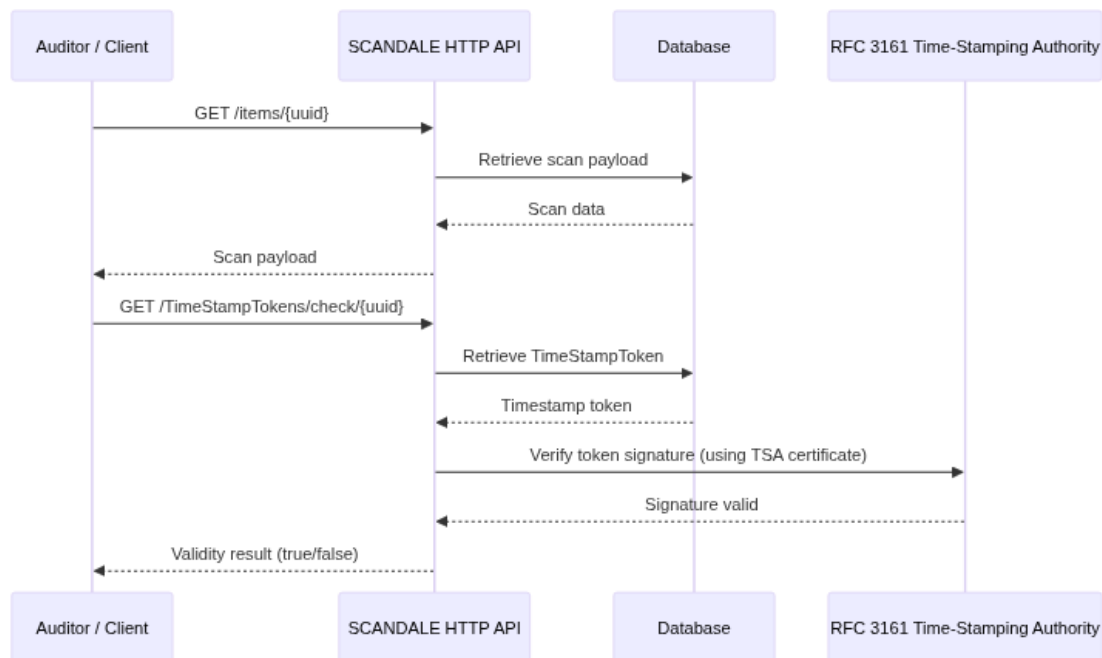 Auditor / Client
SCANDALE HTTP API
Database
RFC 3161 Time-Stamping Authority
GET /items/{uuid}
Retrieve scan payload
Scan data
Scan payload
GET /TimeStampTokens/check/{uuid}
Retrieve TimeStampToken
Timestamp token
Verify token signature (using TSA certificate)
Signature valid
Validity result (true/false)
Auditor / Client
SCANDALE HTTP API
Database
RFC 3161 Time-Stamping Authority